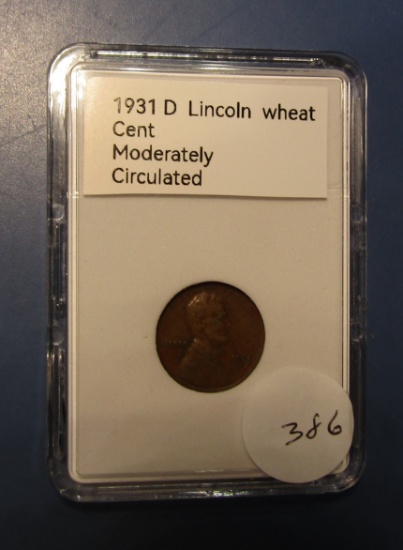 1931 D Lincoln wheat
Cent
Moderately
Circulated
386